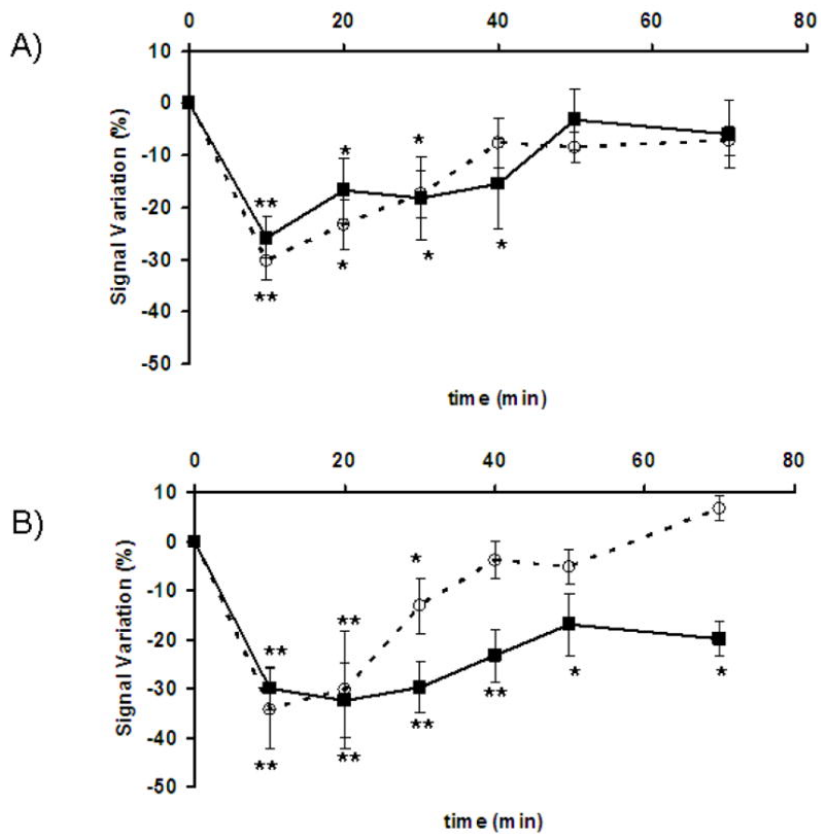 A)
0 20 40 60 80
10
0
-10
-20
-30
-40
-50
Signal Variation (%)
** * *
** * * *
time (min)
B)
0 20 40 60 80
10
0
-10
-20
-30
-40
-50
Signal Variation (%)
** ** *
** ** ** ** * *
time (min)